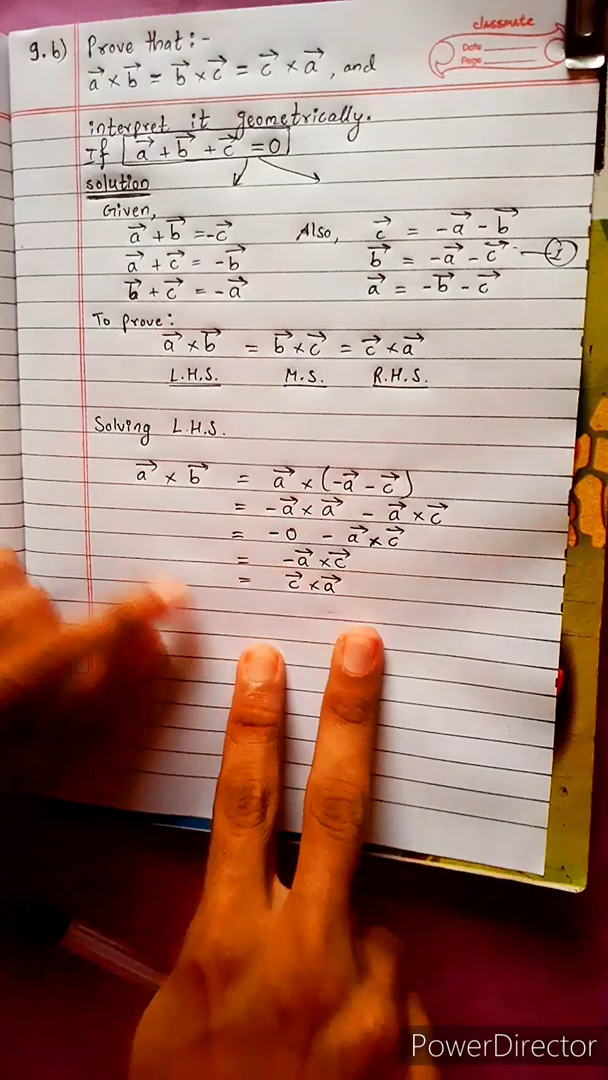 classmate
Date
Page
9. b) Prove that :-
a⃗ × b⃗ = b⃗ × c⃗ = c⃗ × a⃗, and
interpret it geometrically.
If a⃗ + b⃗ + c⃗ = 0
solution
Given,
a⃗ + b⃗ = -c⃗ Also, c⃗ = -a⃗ - b⃗
a⃗ + c⃗ = -b⃗ b⃗ = -a⃗ - c⃗ - ①
b⃗ + c⃗ = -a⃗ a⃗ = -b⃗ - c⃗
To prove:
a⃗ × b⃗ = b⃗ × c⃗ = c⃗ × a⃗
L.H.S. M.S. R.H.S.
Solving L.H.S.
a⃗ × b⃗ = a⃗ × (-a⃗ - c⃗)
= -a⃗ × a⃗ - a⃗ × c⃗
= -0 - a⃗ × c⃗
= -a⃗ × c⃗
= c⃗ × a⃗
PowerDirector